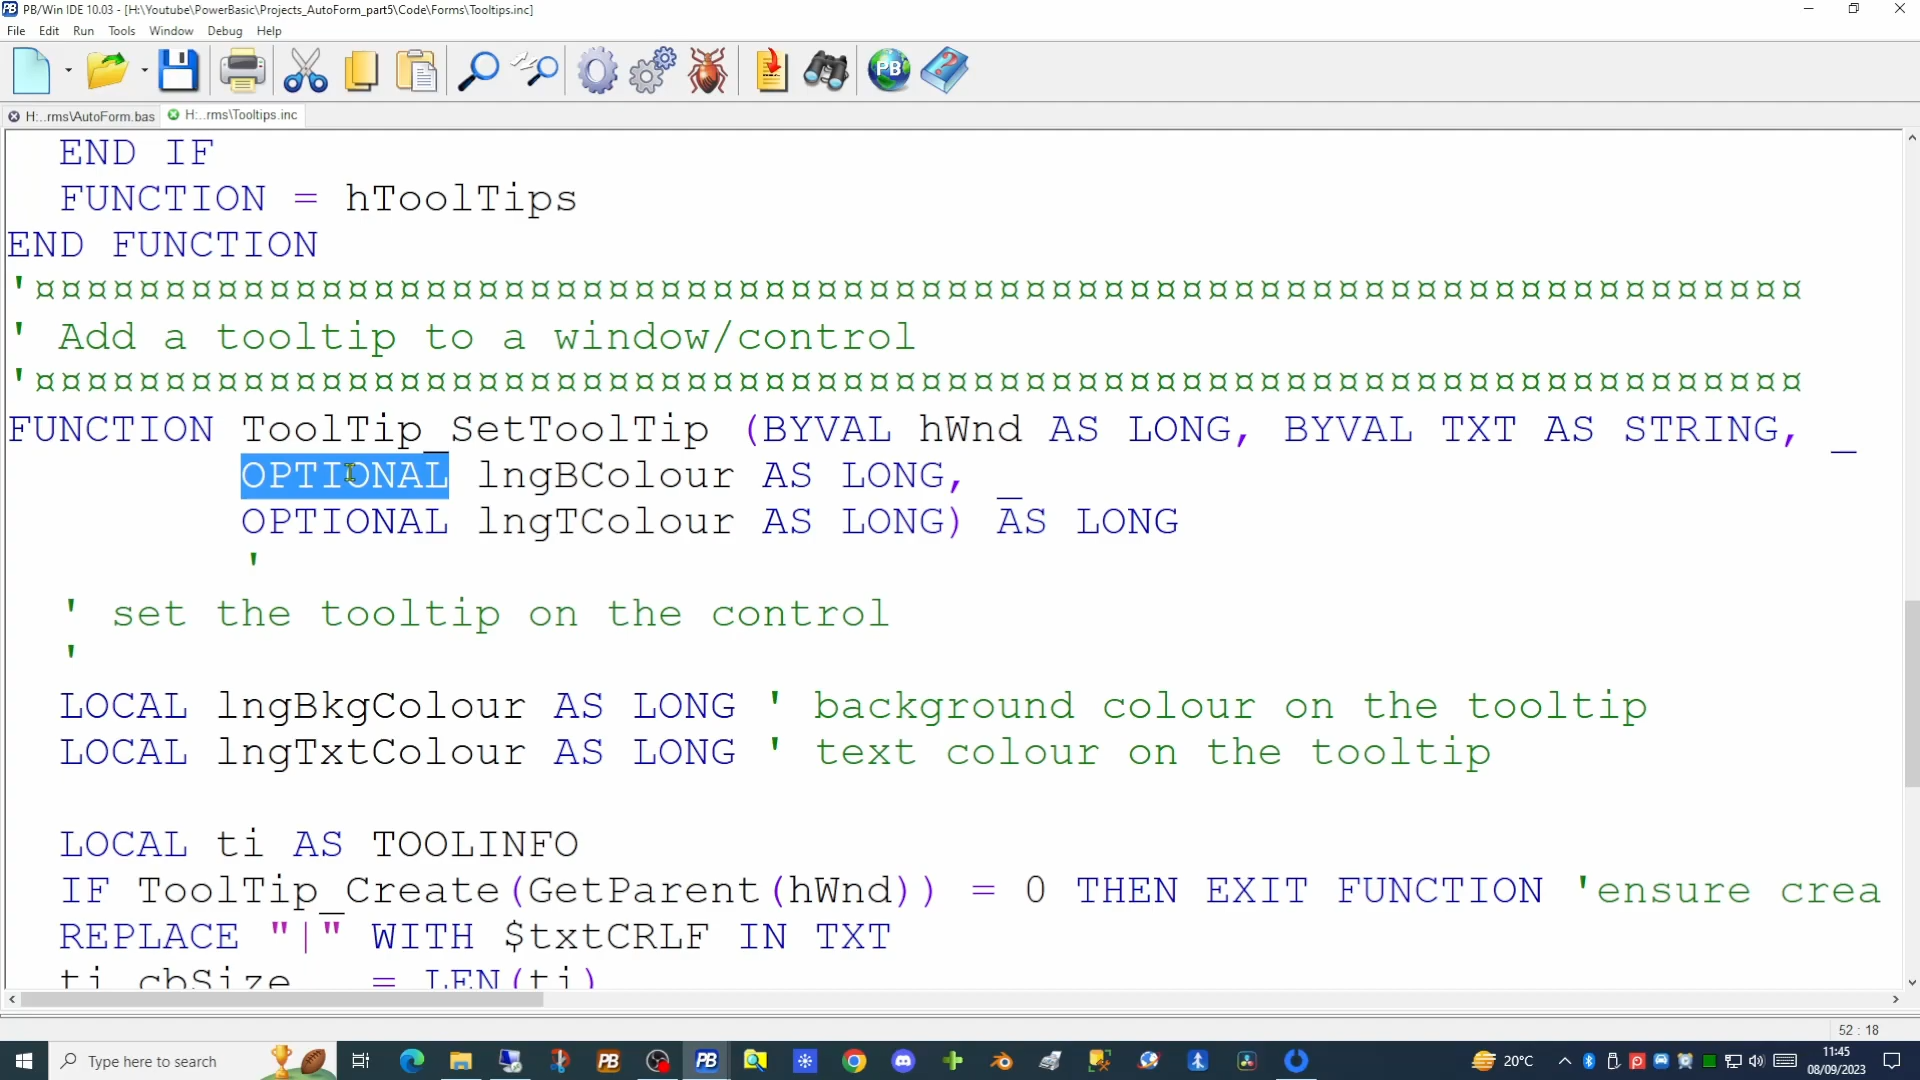 PB/Win IDE 10.03 - [H:\Youtube\PowerBasic\Projects_AutoForm_part5\Code\Forms\Tooltips.inc]
File Edit Run Tools Window Debug Help
PB
H:..rms\AutoForm.bas H:..rms\Tooltips.inc
END IF
FUNCTION = hToolTips
END FUNCTION
'¤¤¤¤¤¤¤¤¤¤¤¤¤¤¤¤¤¤¤¤¤¤¤¤¤¤¤¤¤¤¤¤¤¤¤¤¤¤¤¤¤¤¤¤¤¤¤¤¤¤¤¤¤¤¤¤¤¤¤¤¤¤¤¤¤¤¤¤
' Add a tooltip to a window/control
'¤¤¤¤¤¤¤¤¤¤¤¤¤¤¤¤¤¤¤¤¤¤¤¤¤¤¤¤¤¤¤¤¤¤¤¤¤¤¤¤¤¤¤¤¤¤¤¤¤¤¤¤¤¤¤¤¤¤¤¤¤¤¤¤¤¤¤¤
FUNCTION ToolTip_SetToolTip (BYVAL hWnd AS LONG, BYVAL TXT AS STRING, _
OPTIONAL lngBColour AS LONG, _
OPTIONAL lngTColour AS LONG) AS LONG
'
' set the tooltip on the control
'
LOCAL lngBkgColour AS LONG ' background colour on the tooltip
LOCAL lngTxtColour AS LONG ' text colour on the tooltip
LOCAL ti AS TOOLINFO
IF ToolTip_Create(GetParent(hWnd)) = 0 THEN EXIT FUNCTION 'ensure crea
REPLACE "|" WITH $txtCRLF IN TXT
ti.cbSize = LEN(ti)
52 : 18
Type here to search PB PB 20°C 11:45
08/09/2023